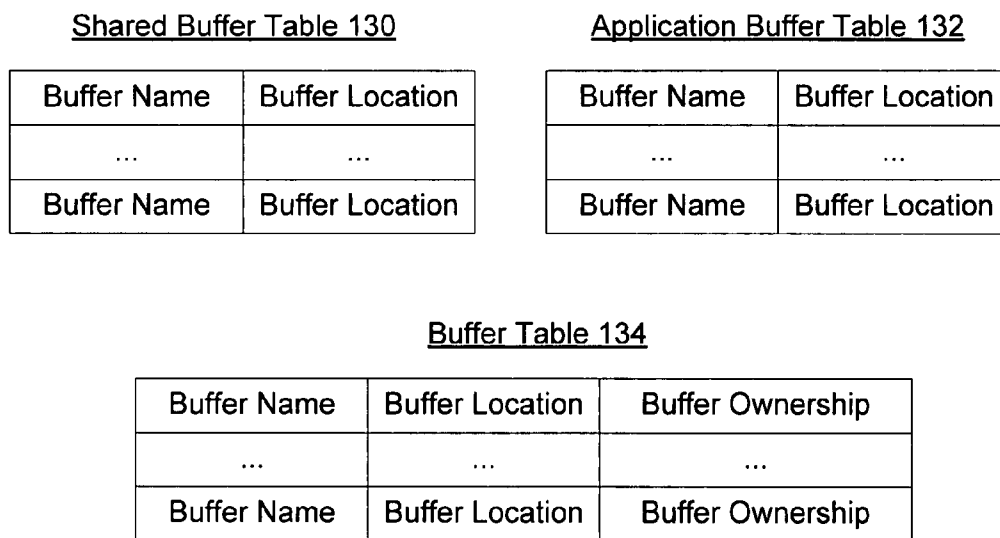 Shared Buffer Table 130
Application Buffer Table 132
Buffer Name Buffer Location
... ...
Buffer Name Buffer Location
Buffer Name Buffer Location
... ...
Buffer Name Buffer Location
Buffer Table 134
Buffer Name Buffer Location Buffer Ownership
... ... ...
Buffer Name Buffer Location Buffer Ownership